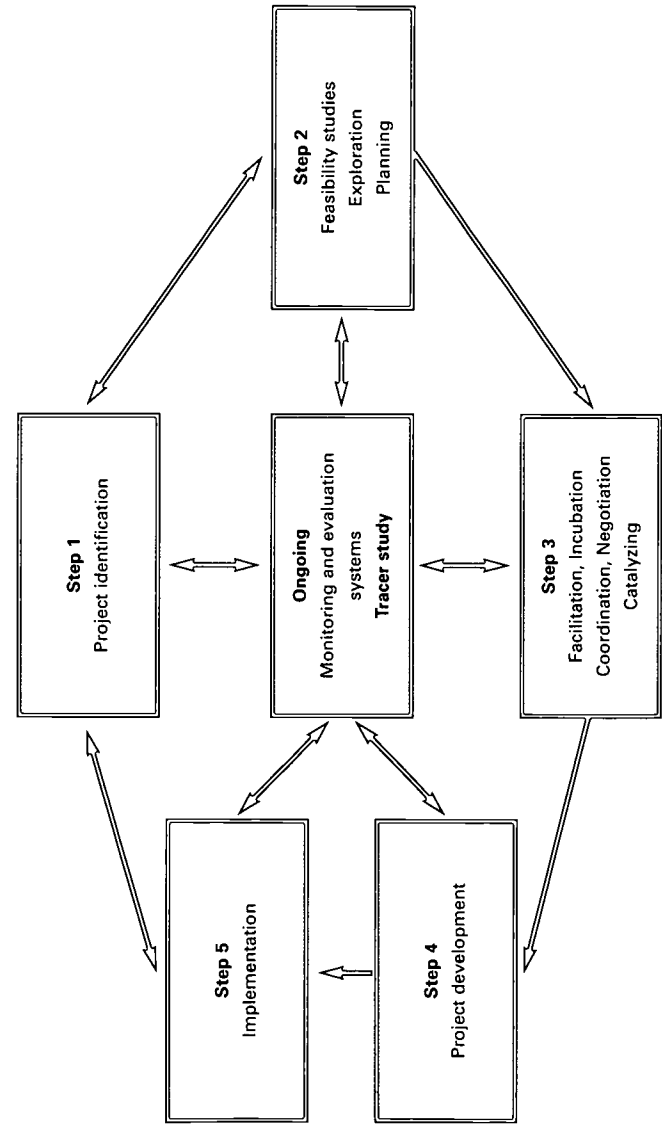 Step 1
Project identification
Step 2
Feasibility studies
Exploration
Planning
Ongoing
Monitoring and evaluation
systems
Tracer study
Step 3
Facilitation, Incubation
Coordination, Negotiation
Catalyzing
Step 4
Project development
Step 5
Implementation